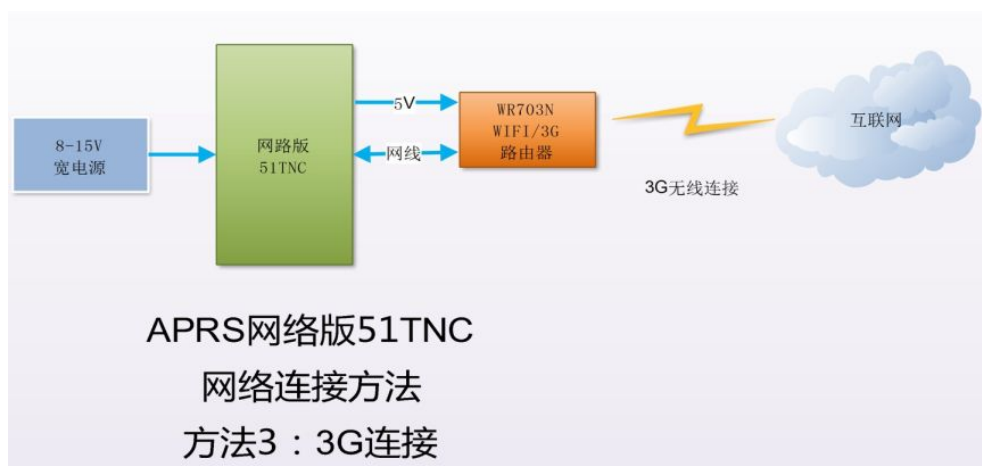 8-15V
宽电源
网路版
51TNC
5V
网线
WR703N
WIFI/3G
路由器
3G无线连接
互联网
APRS网络版51TNC
网络连接方法
方法3：3G连接